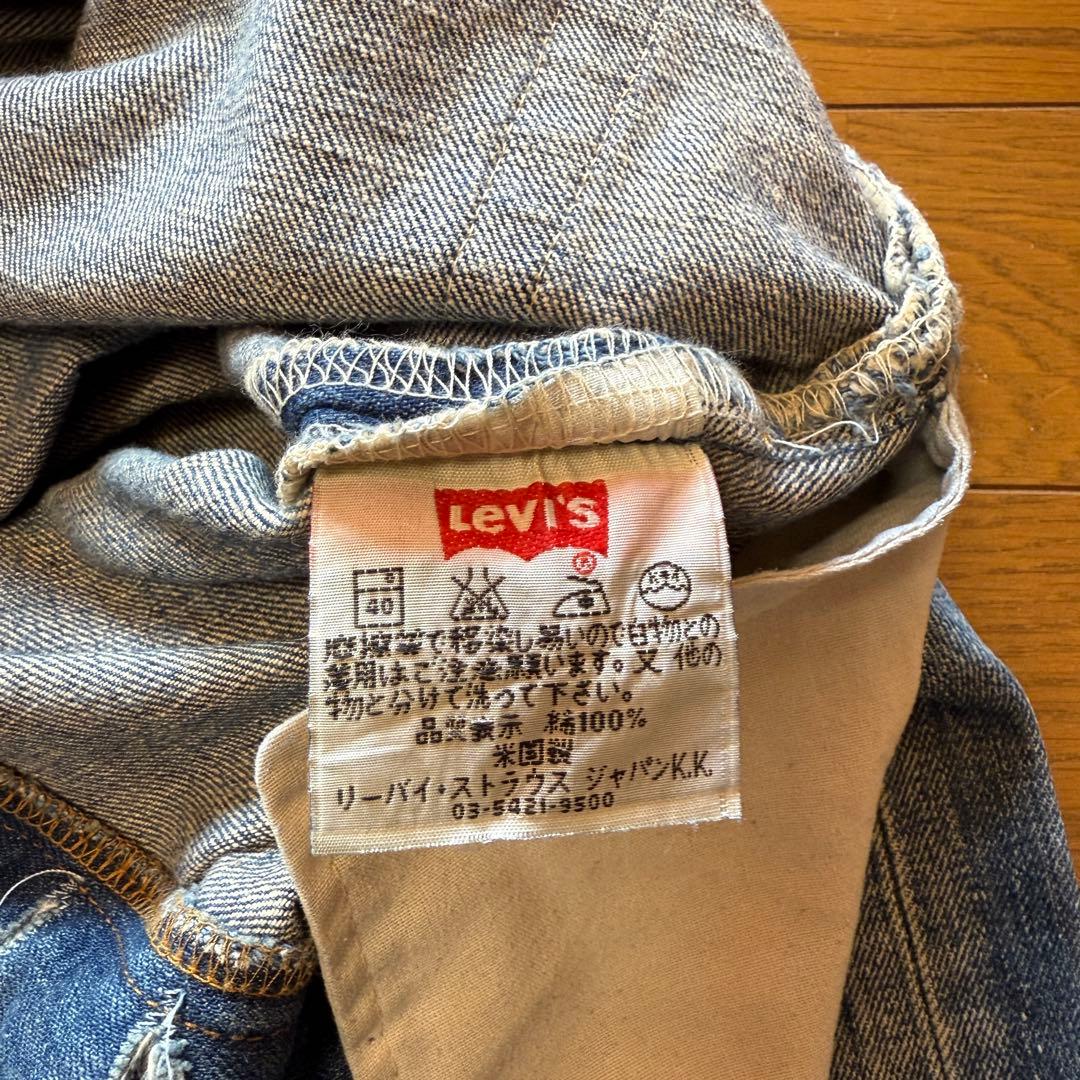 LEVI'S
®
40
摩擦等で移染し易いので白物との
着用はご注意願います。又 他の
物と分けて洗って下さい。
品質表示 綿100%
米国製
リーバイ・ストラウス ジャパンK.K.
03-5421-9500